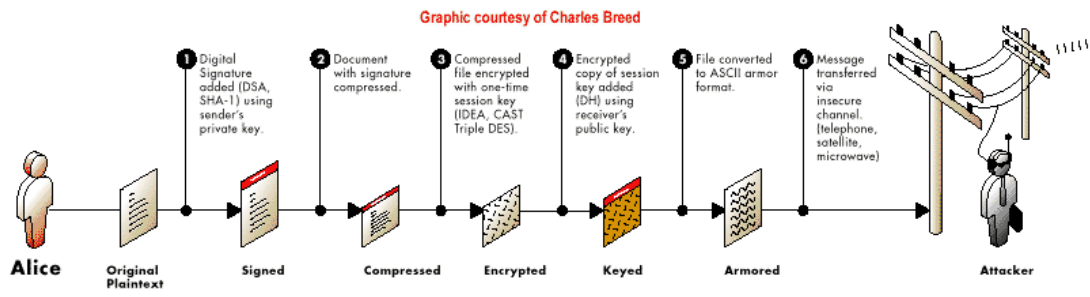 Graphic courtesy of Charles Breed
1 Digital
Signature
added (DSA,
SHA-1) using
sender's
private key.
2 Document
with signature
compressed.
3 Compressed
file encrypted
with one-time
session key
(IDEA, CAST
Triple DES).
4 Encrypted
copy of session
key added
(DH) using
receiver's
public key.
5 File converted
to ASCII armor
format.
6 Message
transferred
via
insecure
channel.
(telephone,
satellite,
microwave)
Alice
Original
Plaintext
Signed
Compressed
Encrypted
Keyed
Armored
Attacker